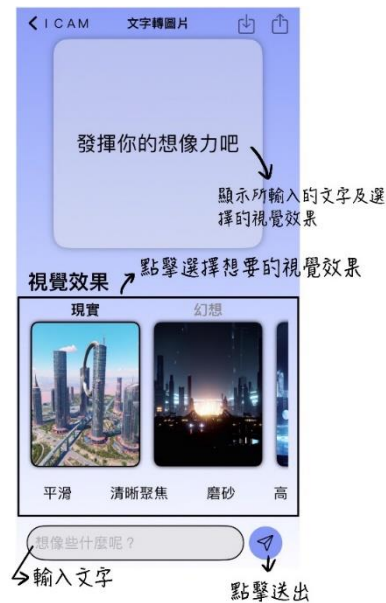 ICAM 文字轉圖片
發揮你的想像力吧
顯示所輸入的文字及選
擇的視覺效果
視覺效果 點擊選擇想要的視覺效果
現實 幻想
平滑 清晰聚焦 磨砂 高
想像些什麼呢？
輸入文字 點擊送出